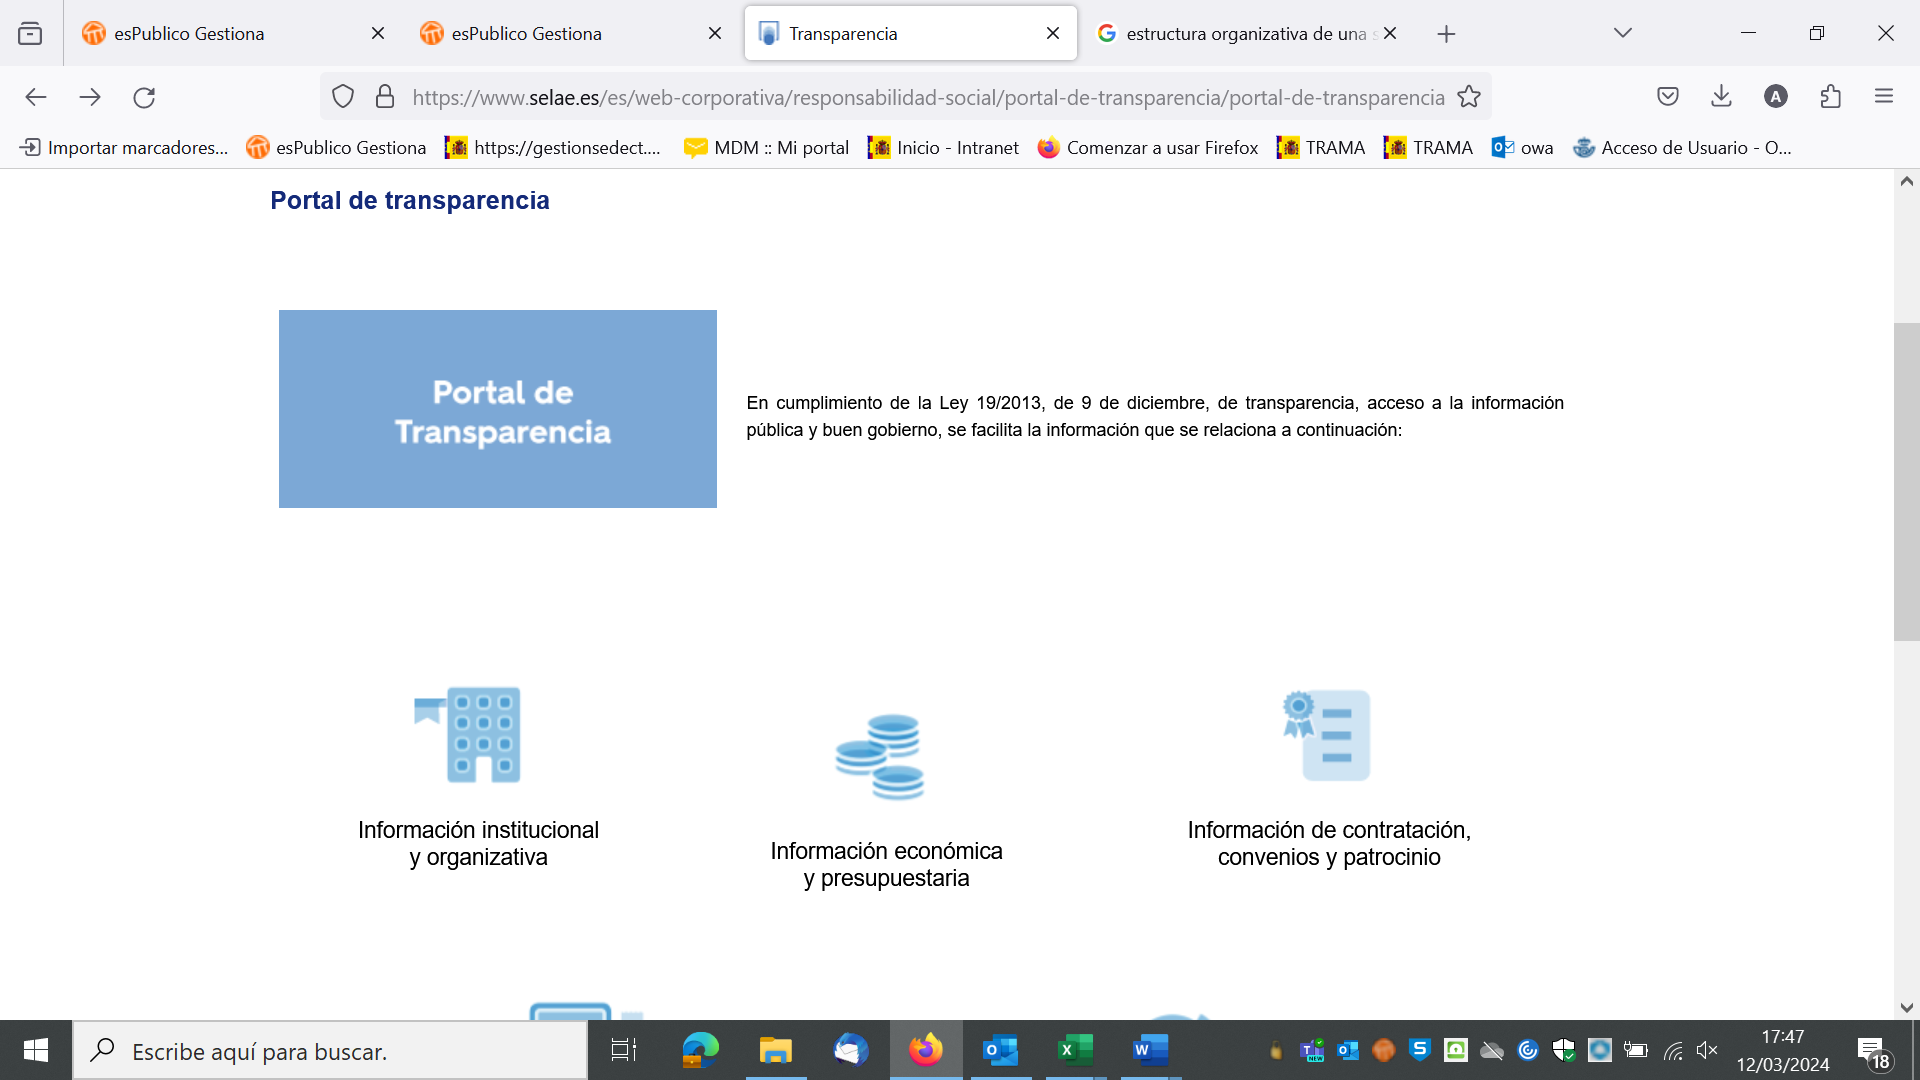 esPublico Gestiona
esPublico Gestiona
Transparencia
estructura organizativa de una s
https://www.selae.es/es/web-corporativa/responsabilidad-social/portal-de-transparencia/portal-de-transparencia
A
Importar marcadores...
esPublico Gestiona
https://gestionsedect....
MDM :: Mi portal
Inicio - Intranet
Comenzar a usar Firefox
TRAMA
TRAMA
owa
Acceso de Usuario - O...
Portal de transparencia
Portal de
Transparencia
En cumplimiento de la Ley 19/2013, de 9 de diciembre, de transparencia, acceso a la información
pública y buen gobierno, se facilita la información que se relaciona a continuación:
Información institucional
y organizativa
Información económica
y presupuestaria
Información de contratación,
convenios y patrocinio
Escribe aquí para buscar.
17:47
12/03/2024
18